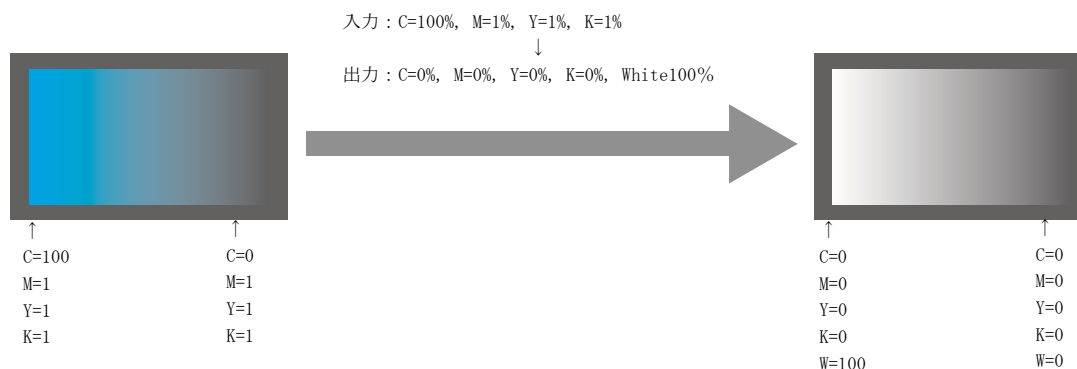 入力：C=100%, M=1%, Y=1%, K=1%
↓
出力：C=0%, M=0%, Y=0%, K=0%, White100％
↑
C=100
M=1
Y=1
K=1
↑
C=0
M=1
Y=1
K=1
↑
C=0
M=0
Y=0
K=0
W=100
↑
C=0
M=0
Y=0
K=0
W=0